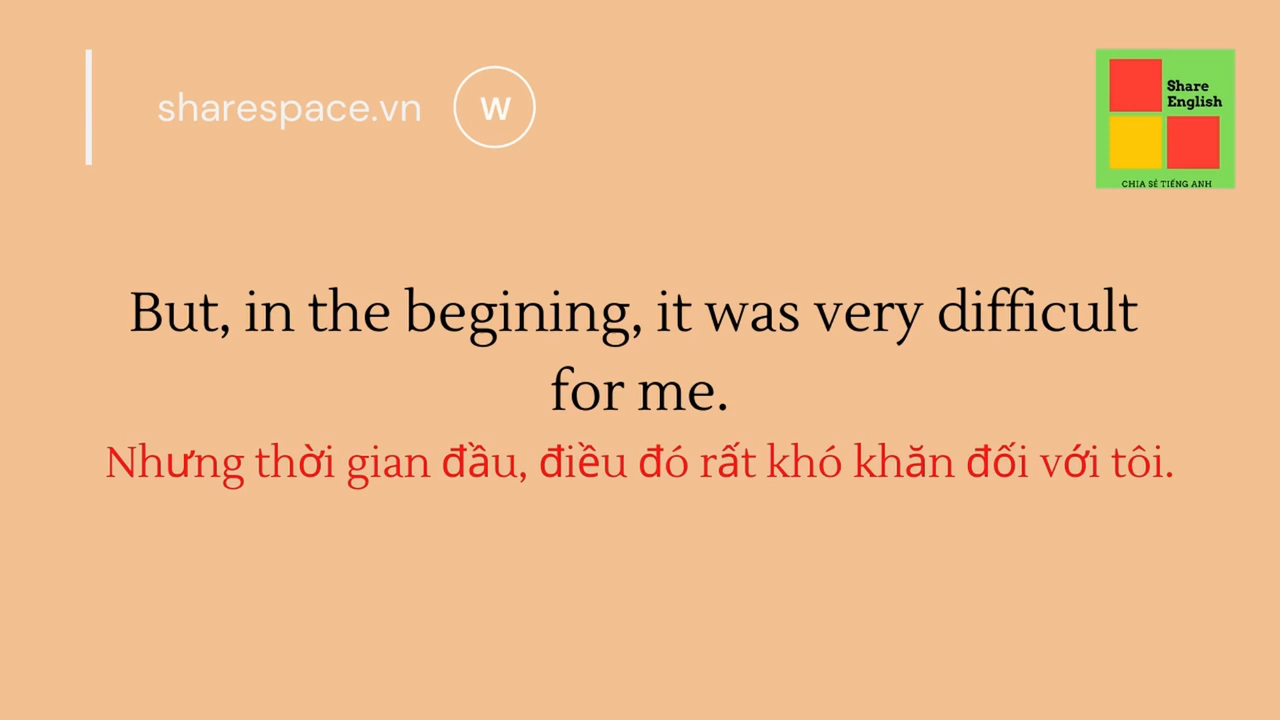 sharespace.vn
W
Share
English
CHIA SẺ TIẾNG ANH
But, in the begining, it was very difficult
for me.
Nhưng thời gian đầu, điều đó rất khó khăn đối với tôi.